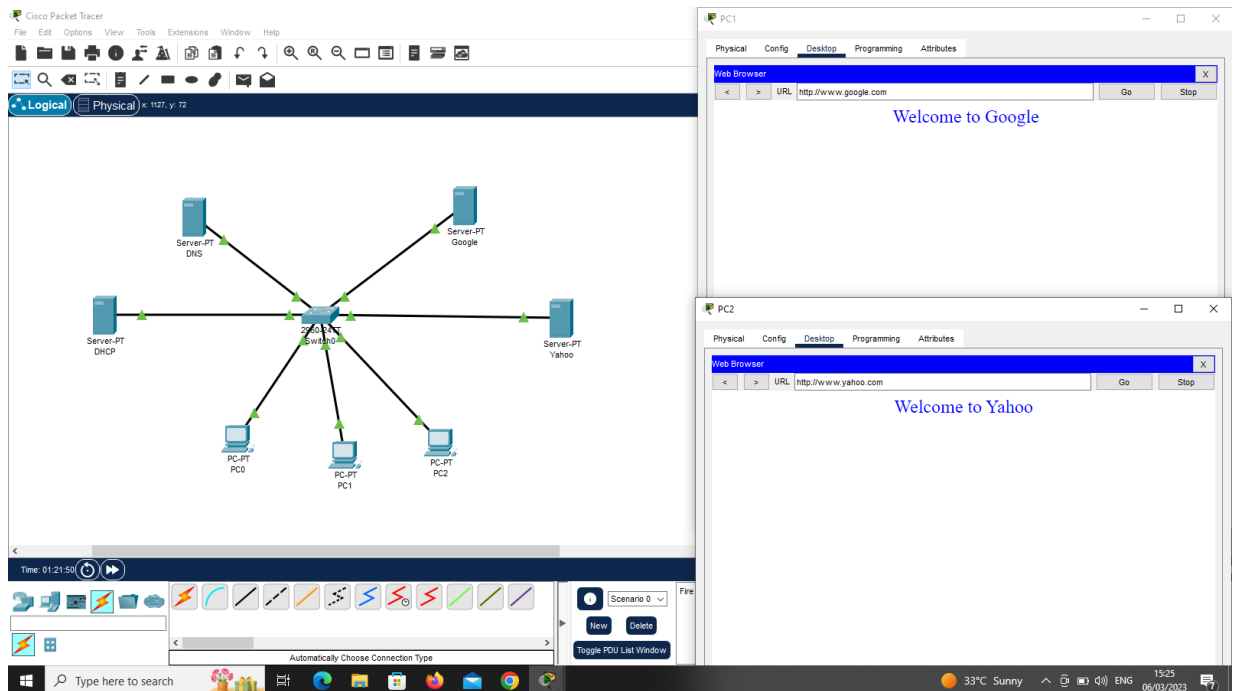 Cisco Packet Tracer
File Edit Options View Tools Extensions Window Help
Logical Physical x: 1127, y: 72
Server-PT
DNS
Server-PT
Google
Server-PT
DHCP
2960-24TT
Switch0
Server-PT
Yahoo
PC-PT
PC0
PC-PT
PC1
PC-PT
PC2
Time: 01:21:50
Scenario 0
Fire
New Delete
Toggle PDU List Window
Automatically Choose Connection Type
PC1
Physical Config Desktop Programming Attributes
Web Browser X
< > URL http://www.google.com Go Stop
Welcome to Google
PC2
Physical Config Desktop Programming Attributes
Web Browser X
< > URL http://www.yahoo.com Go Stop
Welcome to Yahoo
Type here to search
33°C Sunny ENG 15:25
06/03/2023
7